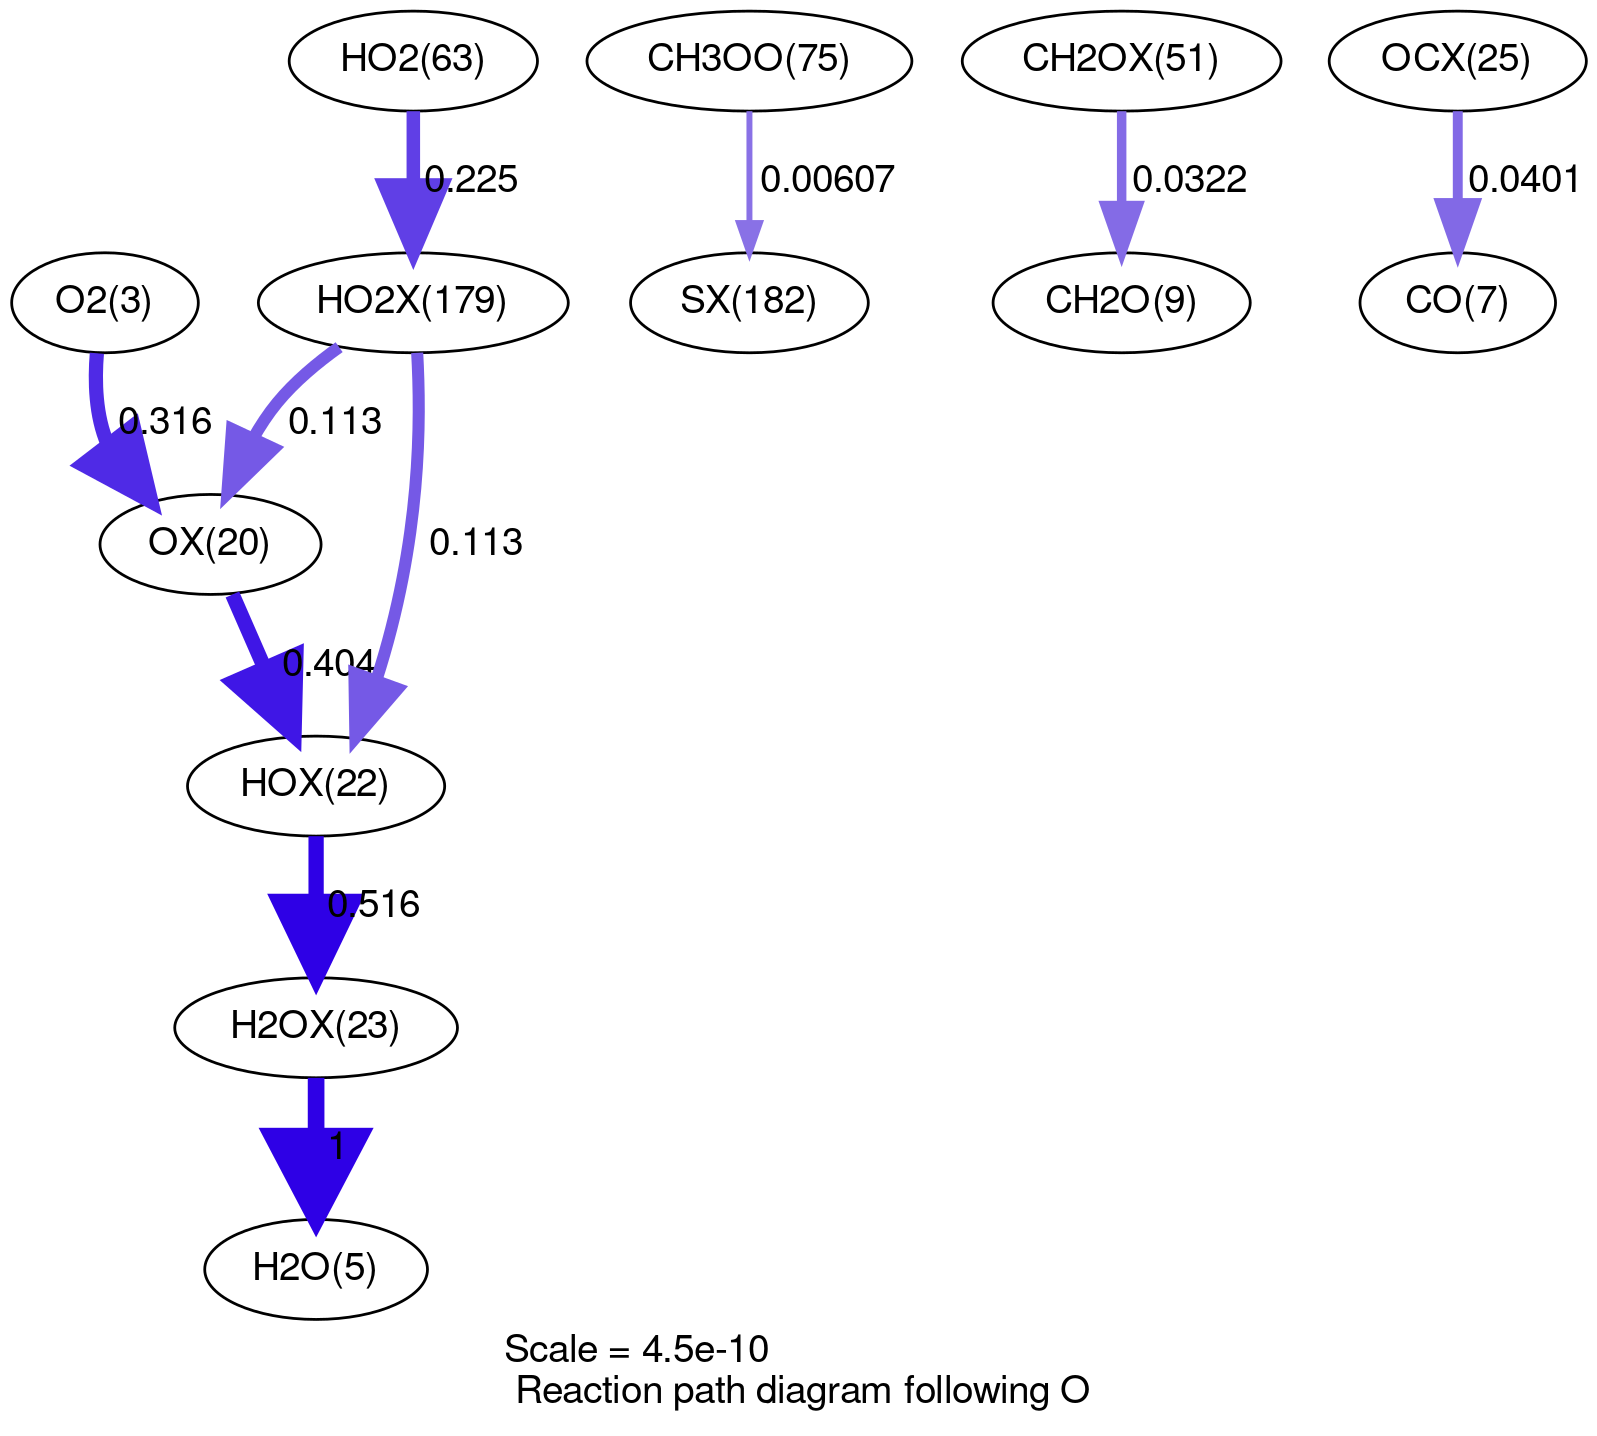 HO2(63)
CH3OO(75)
CH2OX(51)
OCX(25)
0.225
0.00607
0.0322
0.0401
O2(3)
HO2X(179)
SX(182)
CH2O(9)
CO(7)
0.316
0.113
OX(20)
0.113
0.404
HOX(22)
0.516
H2OX(23)
1
H2O(5)
Scale = 4.5e-10
Reaction path diagram following O